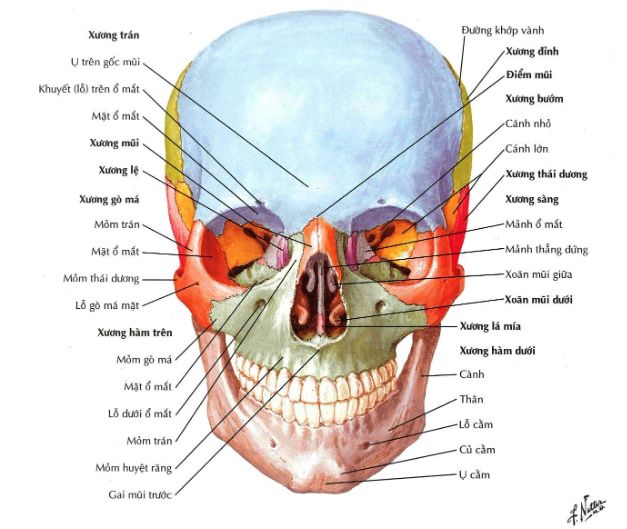 Xương trán
Ụ trên gốc mũi
Khuyết (lỗ) trên ổ mắt
Mặt ổ mắt
Xương mũi
Xương lệ
Xương gò má
Mỏm trán
Mặt ổ mắt
Mỏm thái dương
Lỗ gò má mặt
Xương hàm trên
Mỏm gò má
Mặt ổ mắt
Lỗ dưới ổ mắt
Mỏm trán
Mỏm huyệt răng
Gai mũi trước
Đường khớp vành
Xương đỉnh
Điểm mũi
Xương bướm
Cánh nhỏ
Cánh lớn
Xương thái dương
Xương sàng
Mảnh ổ mắt
Mảnh thẳng đứng
Xoăn mũi giữa
Xoăn mũi dưới
Xương lá mía
Xương hàm dưới
Cành
Thân
Lỗ cằm
Củ cằm
Ụ cằm
F. Netter
M.D.